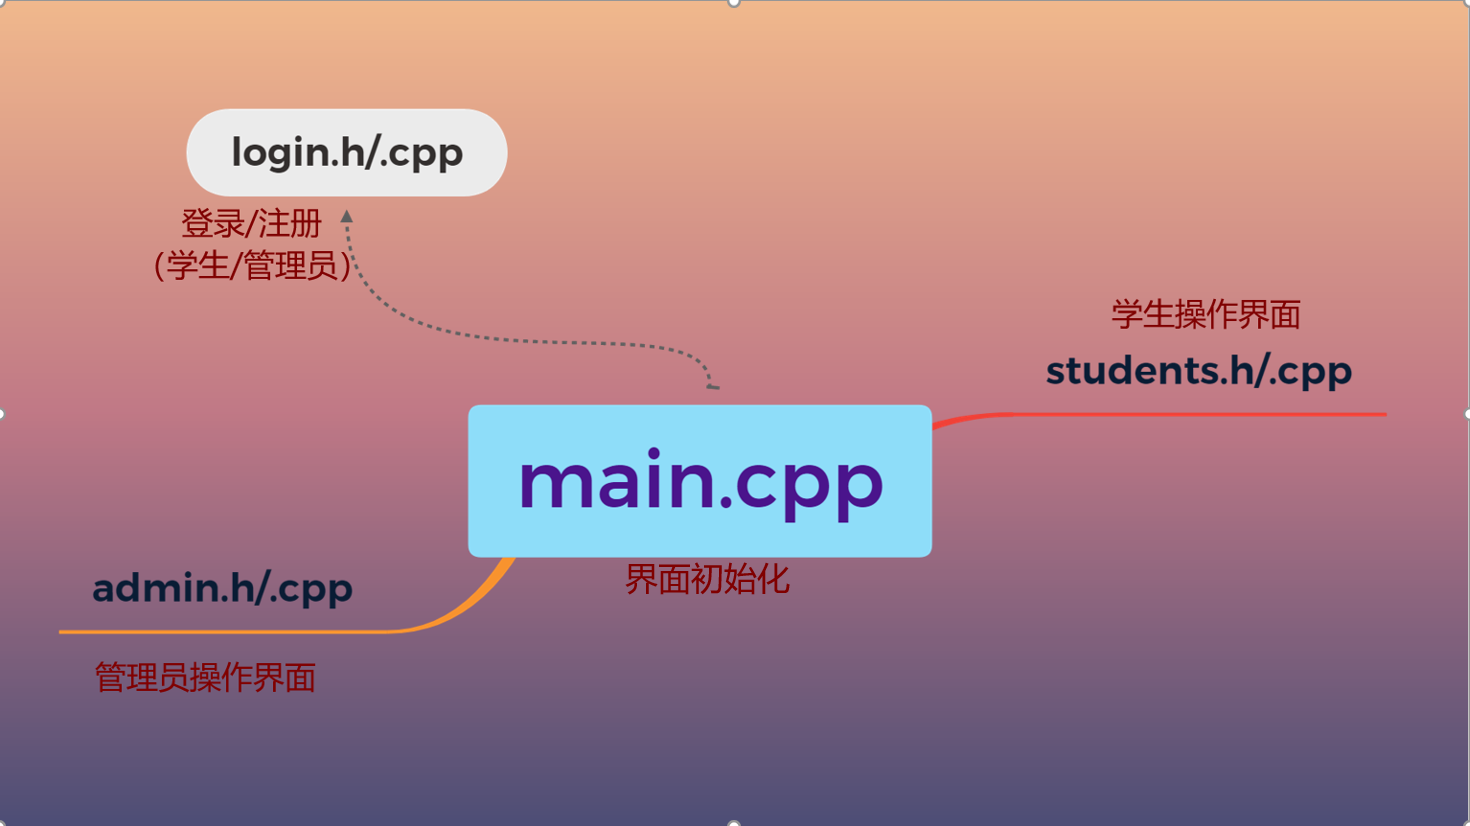 login.h/.cpp
登录/注册
（学生/管理员）
学生操作界面
students.h/.cpp
main.cpp
界面初始化
admin.h/.cpp
管理员操作界面